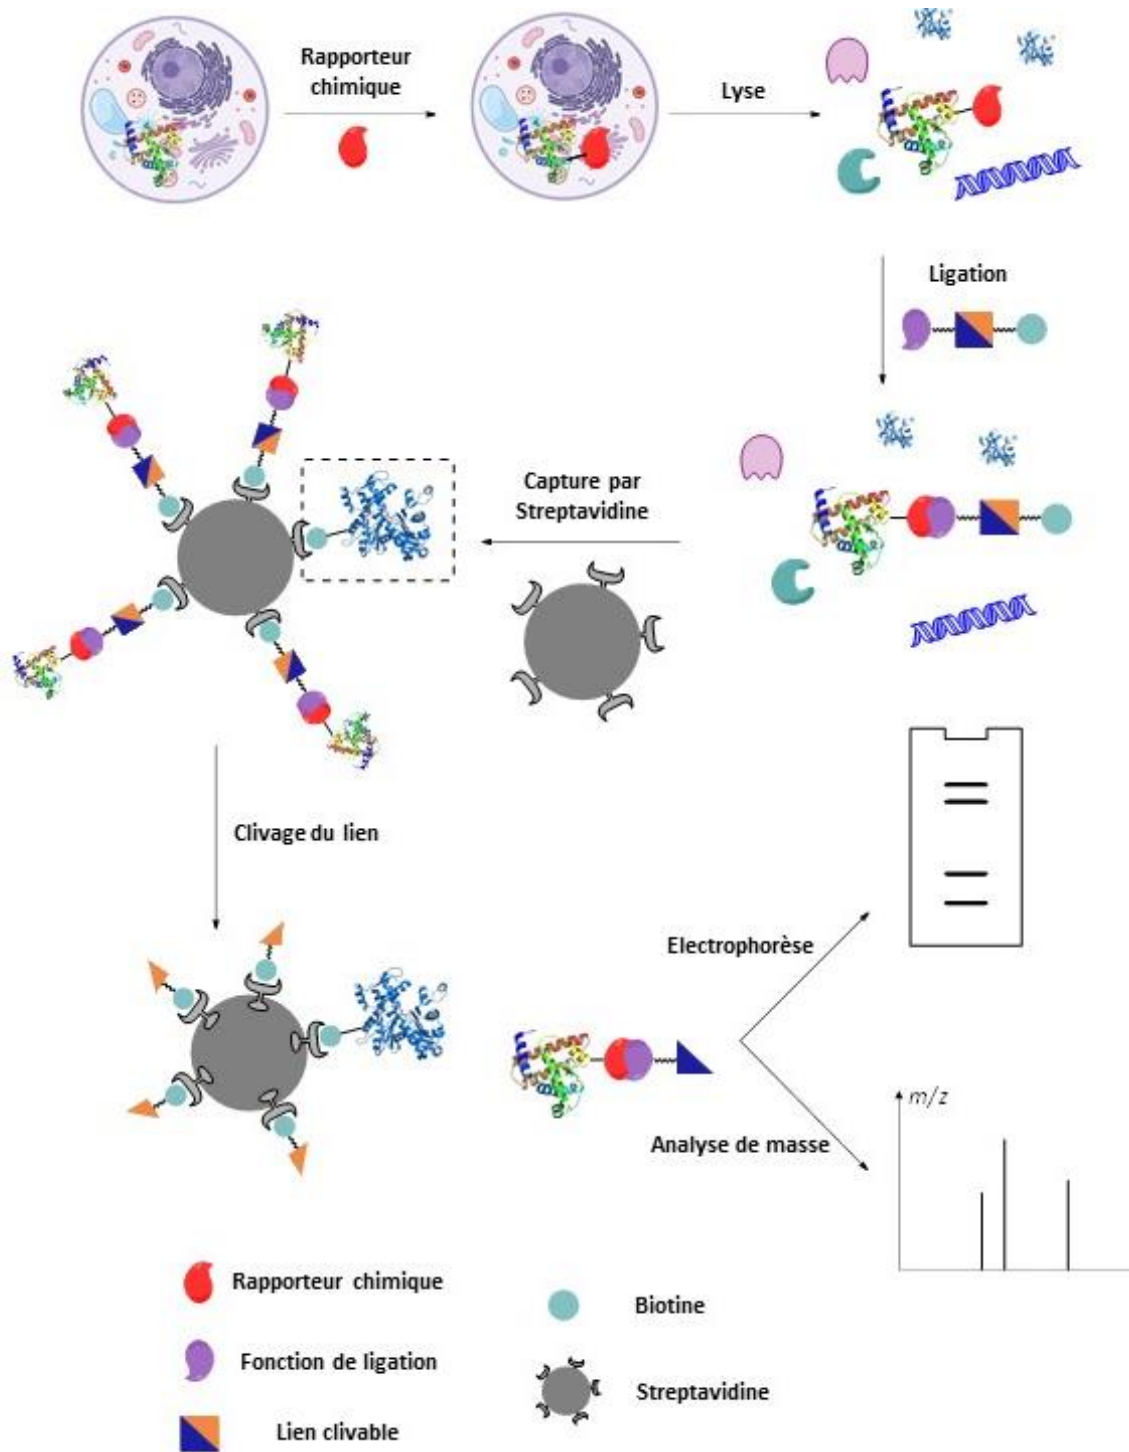 Rapporteur
chimique
Lyse
Ligation
Capture par
Streptavidine
Clivage du lien
Electrophorèse
m/z
Analyse de masse
Rapporteur chimique
Biotine
Fonction de ligation
Streptavidine
Lien clivable